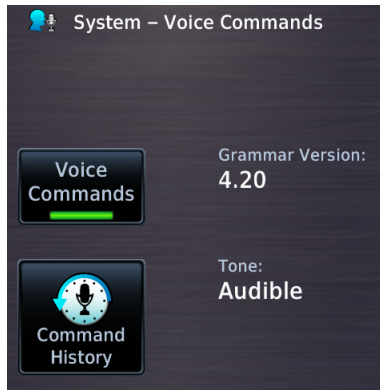 System – Voice Commands
Voice
Commands
Grammar Version:
4.20
Command
History
Tone:
Audible